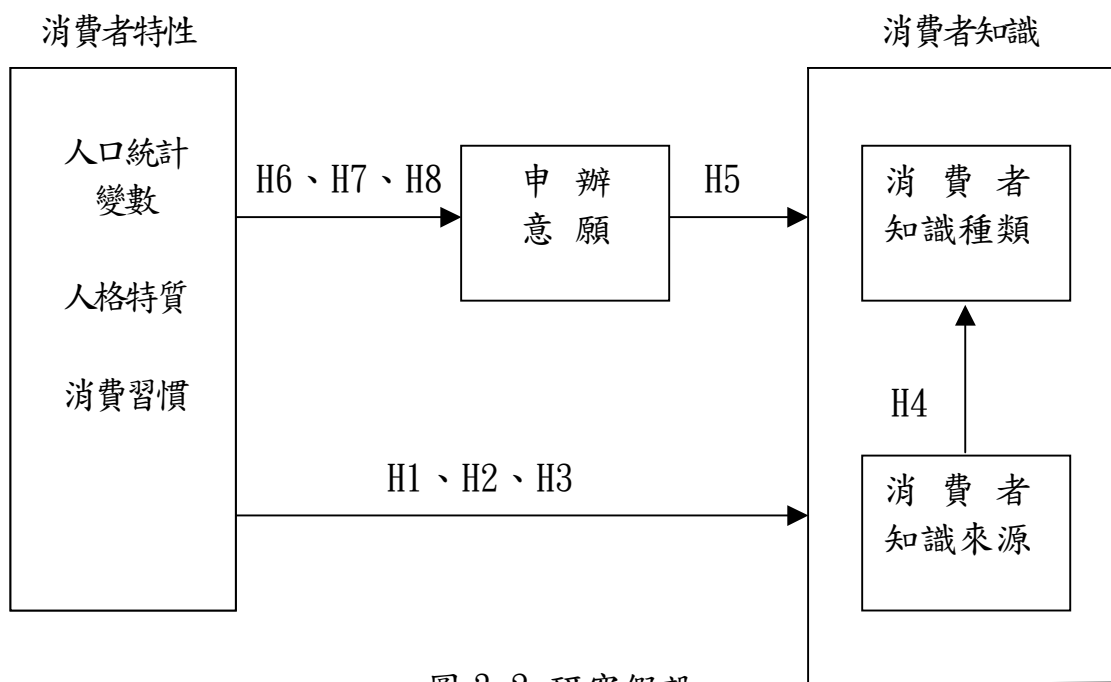 消費者特性
消費者知識
人口統計
變數
人格特質
消費習慣
H6、H7、H8
申辦
意願
H5
消費者
知識種類
H4
H1、H2、H3
消費者
知識來源